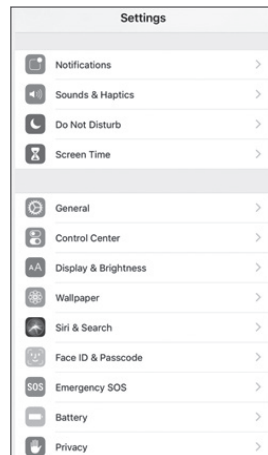 Settings
Notifications
Sounds & Haptics
Do Not Disturb
Screen Time
General
Control Center
AA Display & Brightness
Wallpaper
Siri & Search
Face ID & Passcode
SOS Emergency SOS
Battery
Privacy